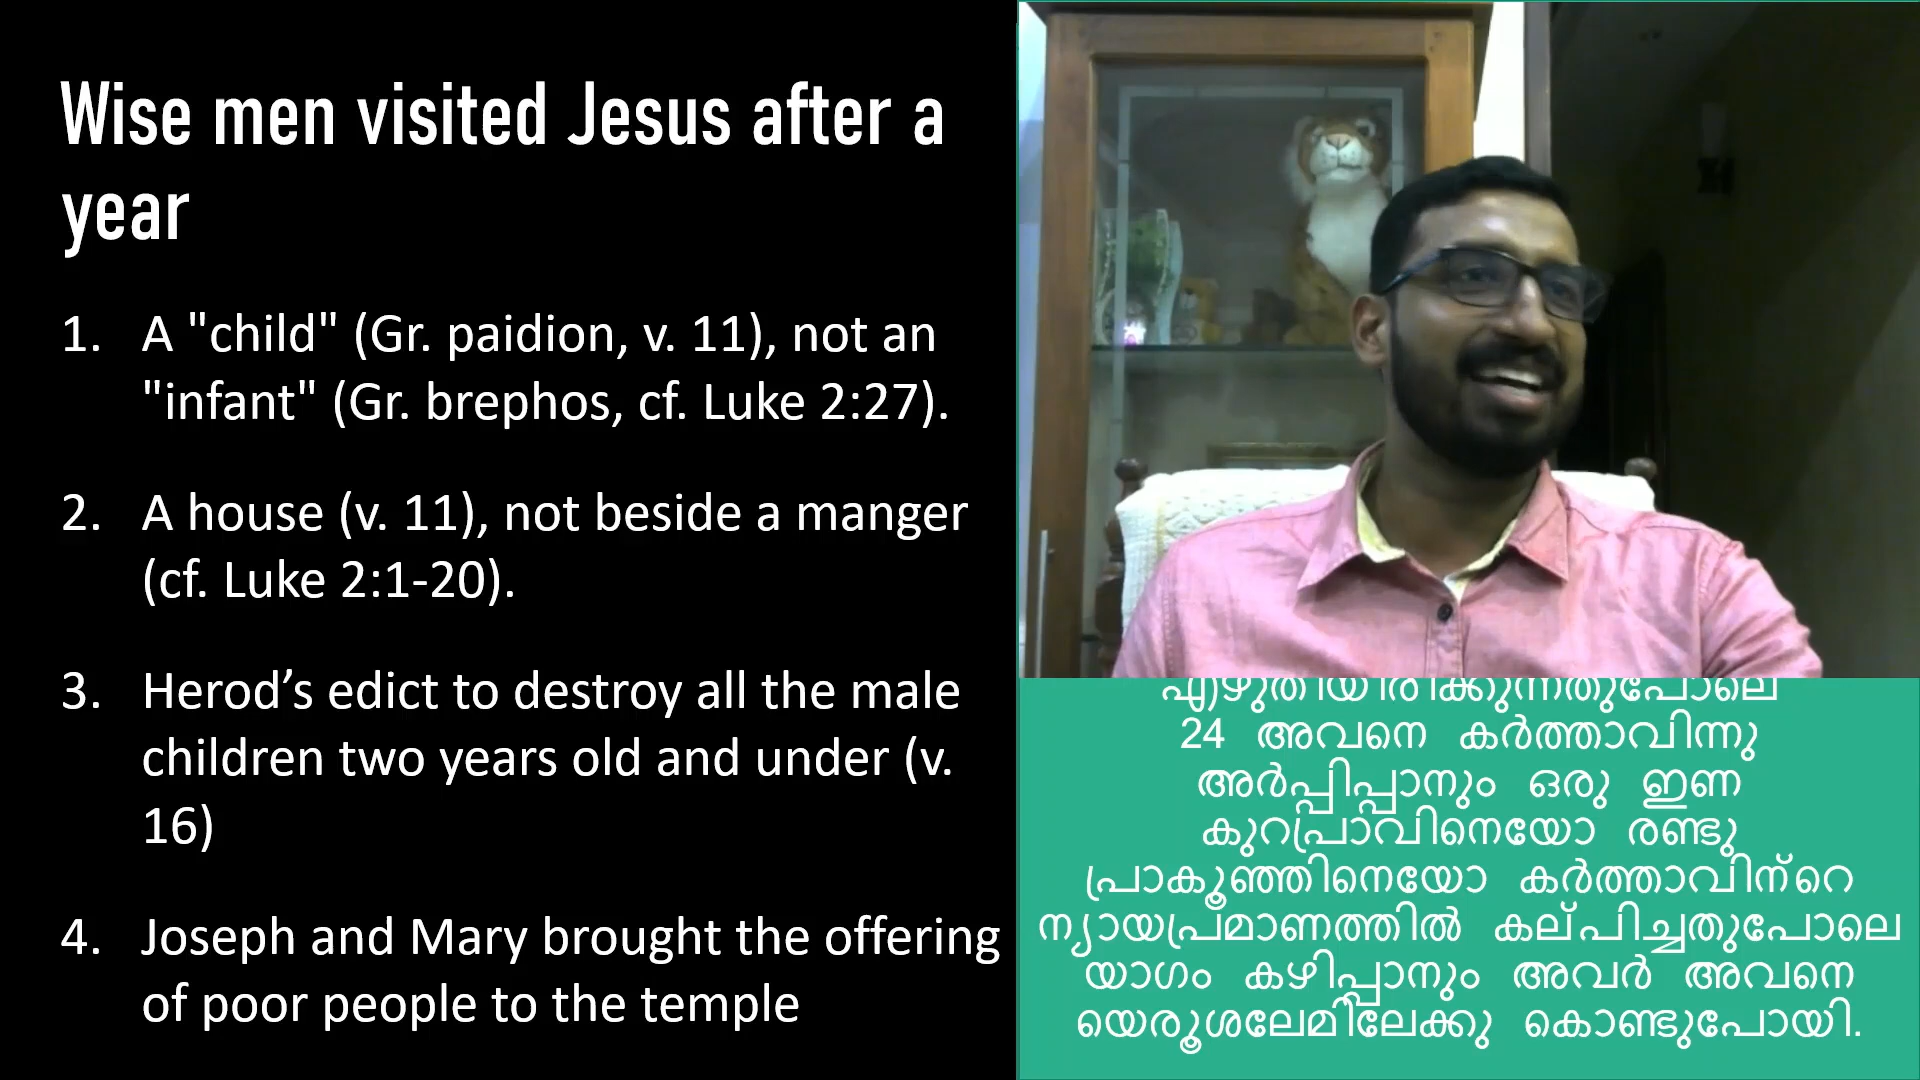 Wise men visited Jesus after a
year
1. A "child" (Gr. paidion, v. 11), not an
"infant" (Gr. brephos, cf. Luke 2:27).
2. A house (v. 11), not beside a manger
(cf. Luke 2:1-20).
3. Herod’s edict to destroy all the male
children two years old and under (v.
16)
4. Joseph and Mary brought the offering
of poor people to the temple
എഴുതിയിരിക്കുന്നതുപോലെ
24 അവനെ കർത്താവിന്നു
അർപ്പിപ്പാനും ഒരു ഇണ
കുറപ്രാവിനെയോ രണ്ടു
പ്രാകൂഞ്ഞിനെയോ കർത്താവിന്റെ
ന്യായപ്രമാണത്തിൽ കല്പിച്ചതുപോലെ
യാഗം കഴിപ്പാനും അവർ അവനെ
യെരൂശലേമിലേക്കു കൊണ്ടുപോയി.